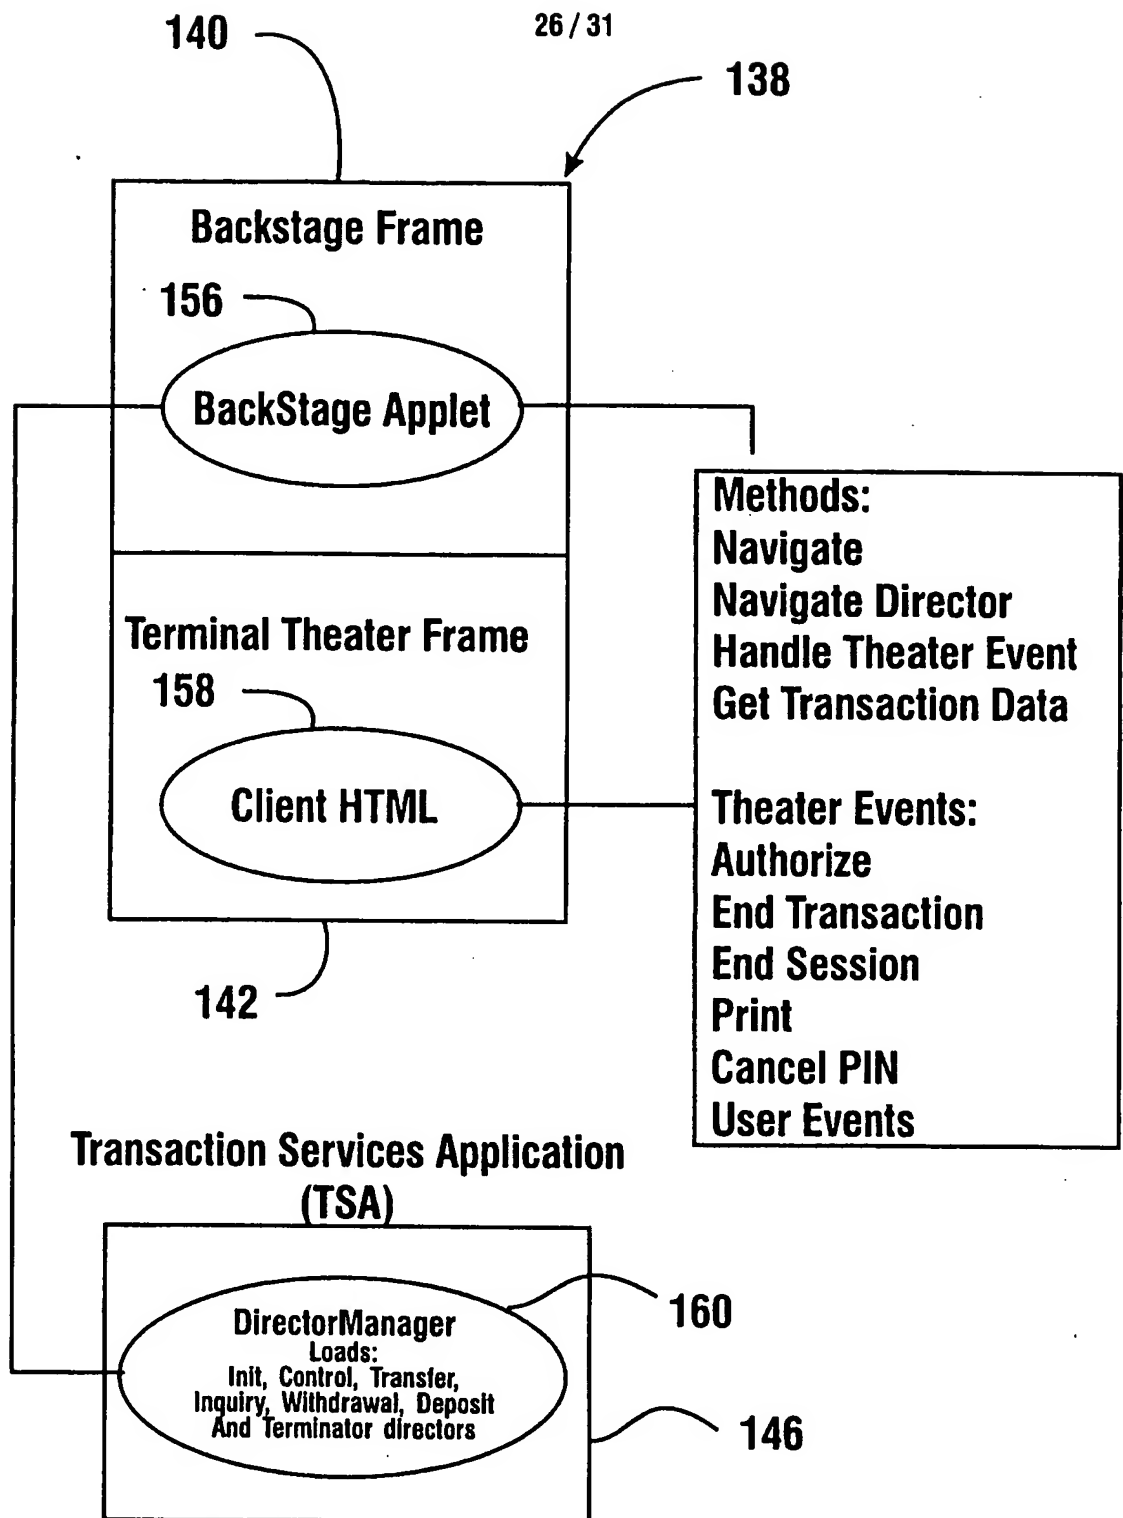 26 / 31
140
138
Backstage Frame
156
BackStage Applet
Methods:
Navigate
Navigate Director
Handle Theater Event
Get Transaction Data
Theater Events:
Authorize
End Transaction
End Session
Print
Cancel PIN
User Events
Terminal Theater Frame
158
Client HTML
142
Transaction Services Application
(TSA)
DirectorManager
Loads:
Init, Control, Transfer,
Inquiry, Withdrawal, Deposit
And Terminator directors
160
146